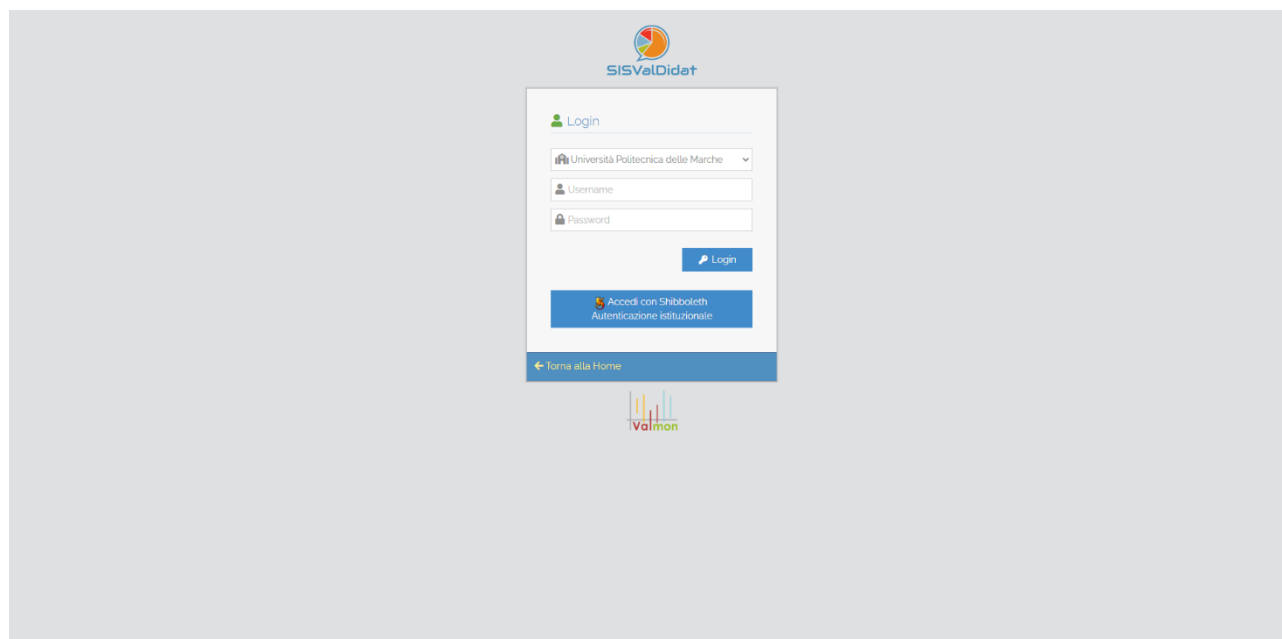 SISValDidat
Login
Università Politecnica delle Marche
Username
Password
Login
Accedi con Shibboleth
Autenticazione istituzionale
Torna alla Home
Valmon